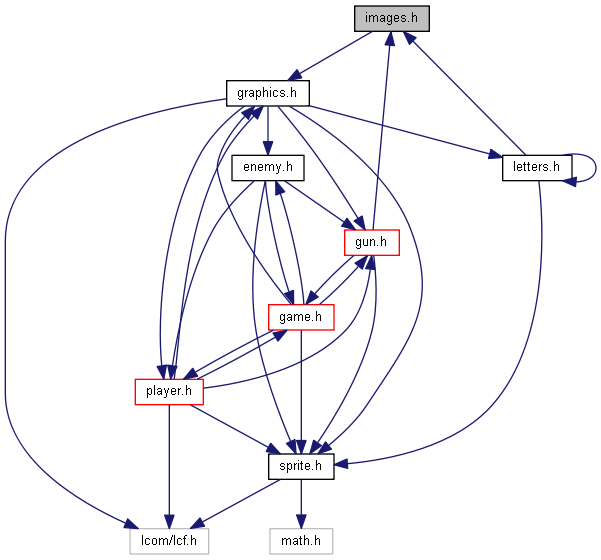 images.h
graphics.h
enemy.h
letters.h
gun.h
game.h
player.h
sprite.h
lcom/lcf.h
math.h